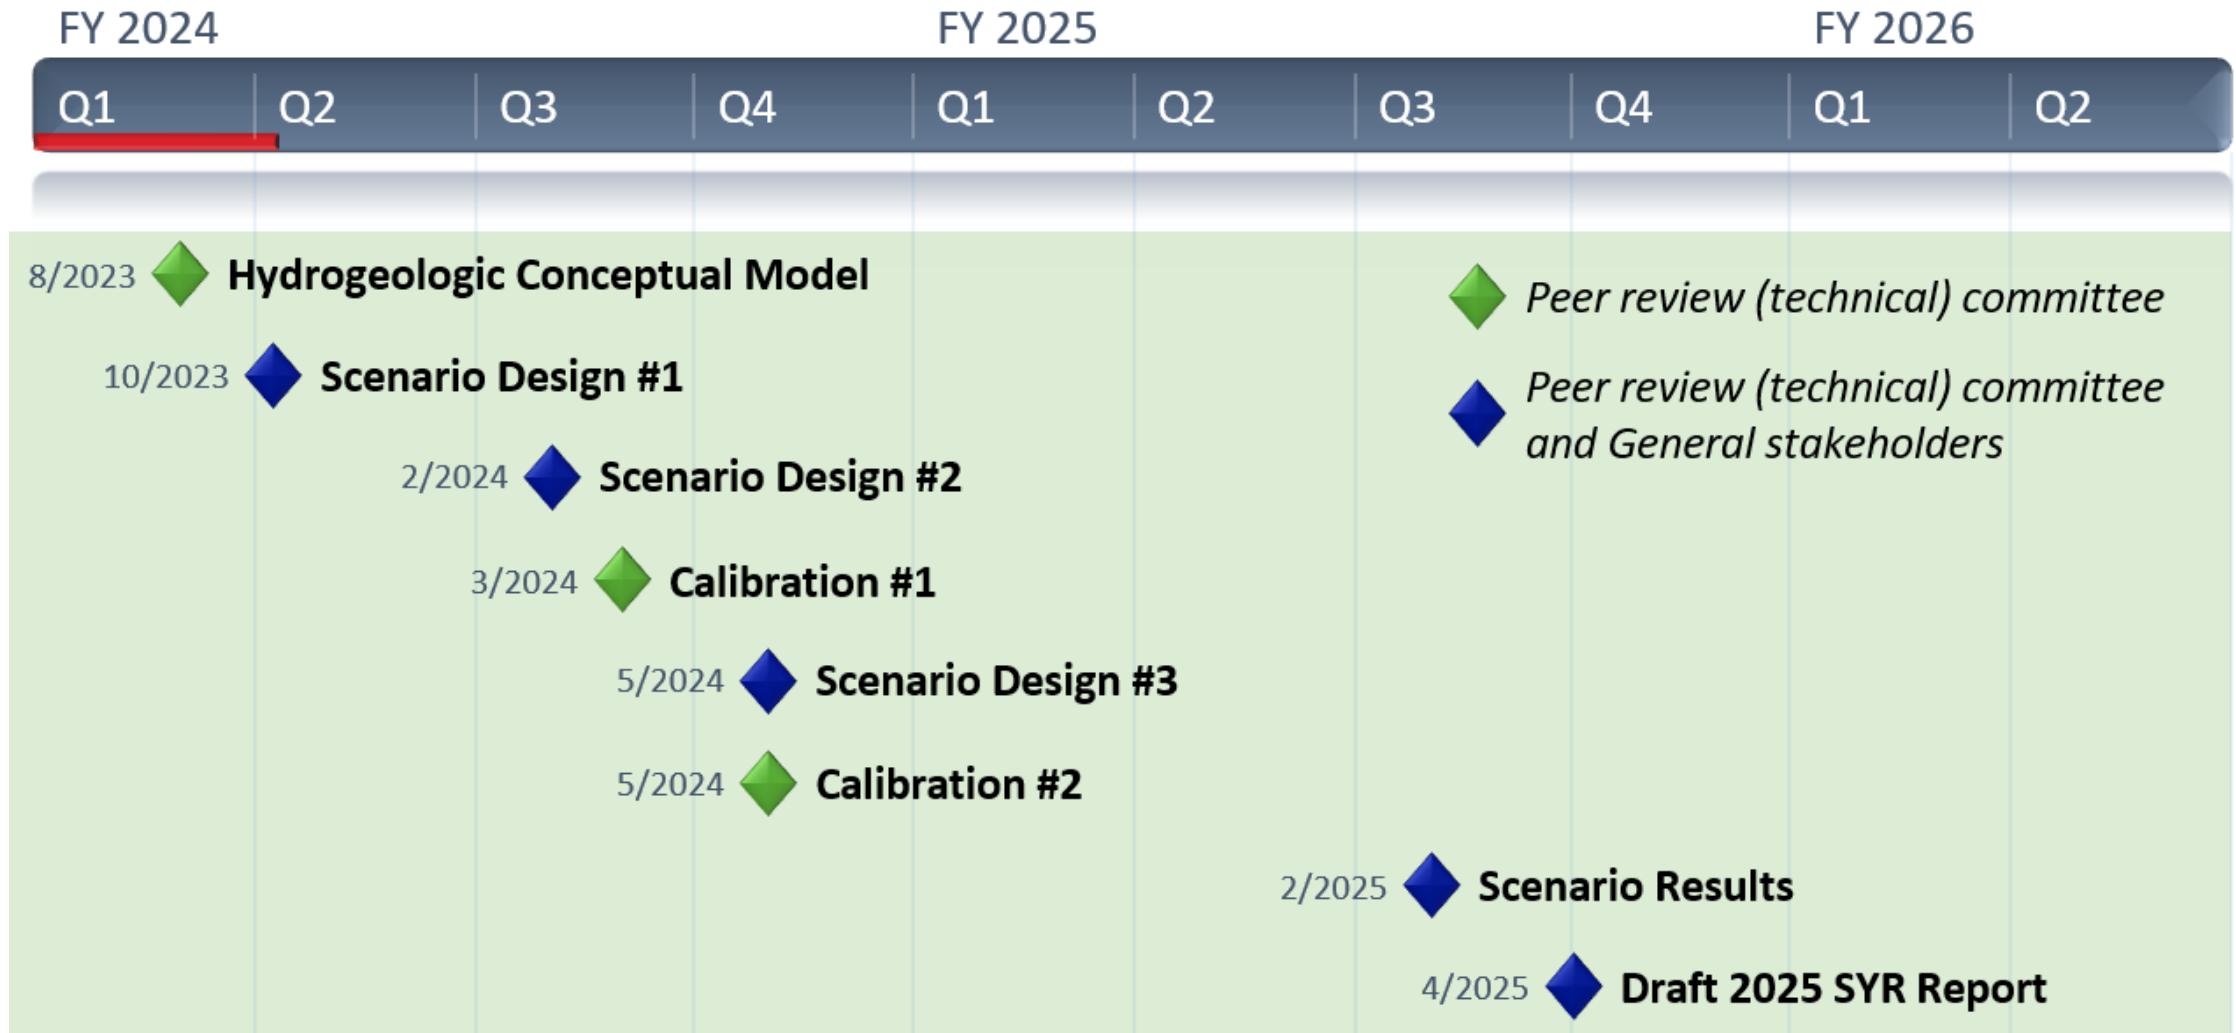 FY 2024 FY 2025 FY 2026
Q1 Q2 Q3 Q4 Q1 Q2 Q3 Q4 Q1 Q2
8/2023 Hydrogeologic Conceptual Model
Peer review (technical) committee
10/2023 Scenario Design #1
Peer review (technical) committee
and General stakeholders
2/2024 Scenario Design #2
3/2024 Calibration #1
5/2024 Scenario Design #3
5/2024 Calibration #2
2/2025 Scenario Results
4/2025 Draft 2025 SYR Report